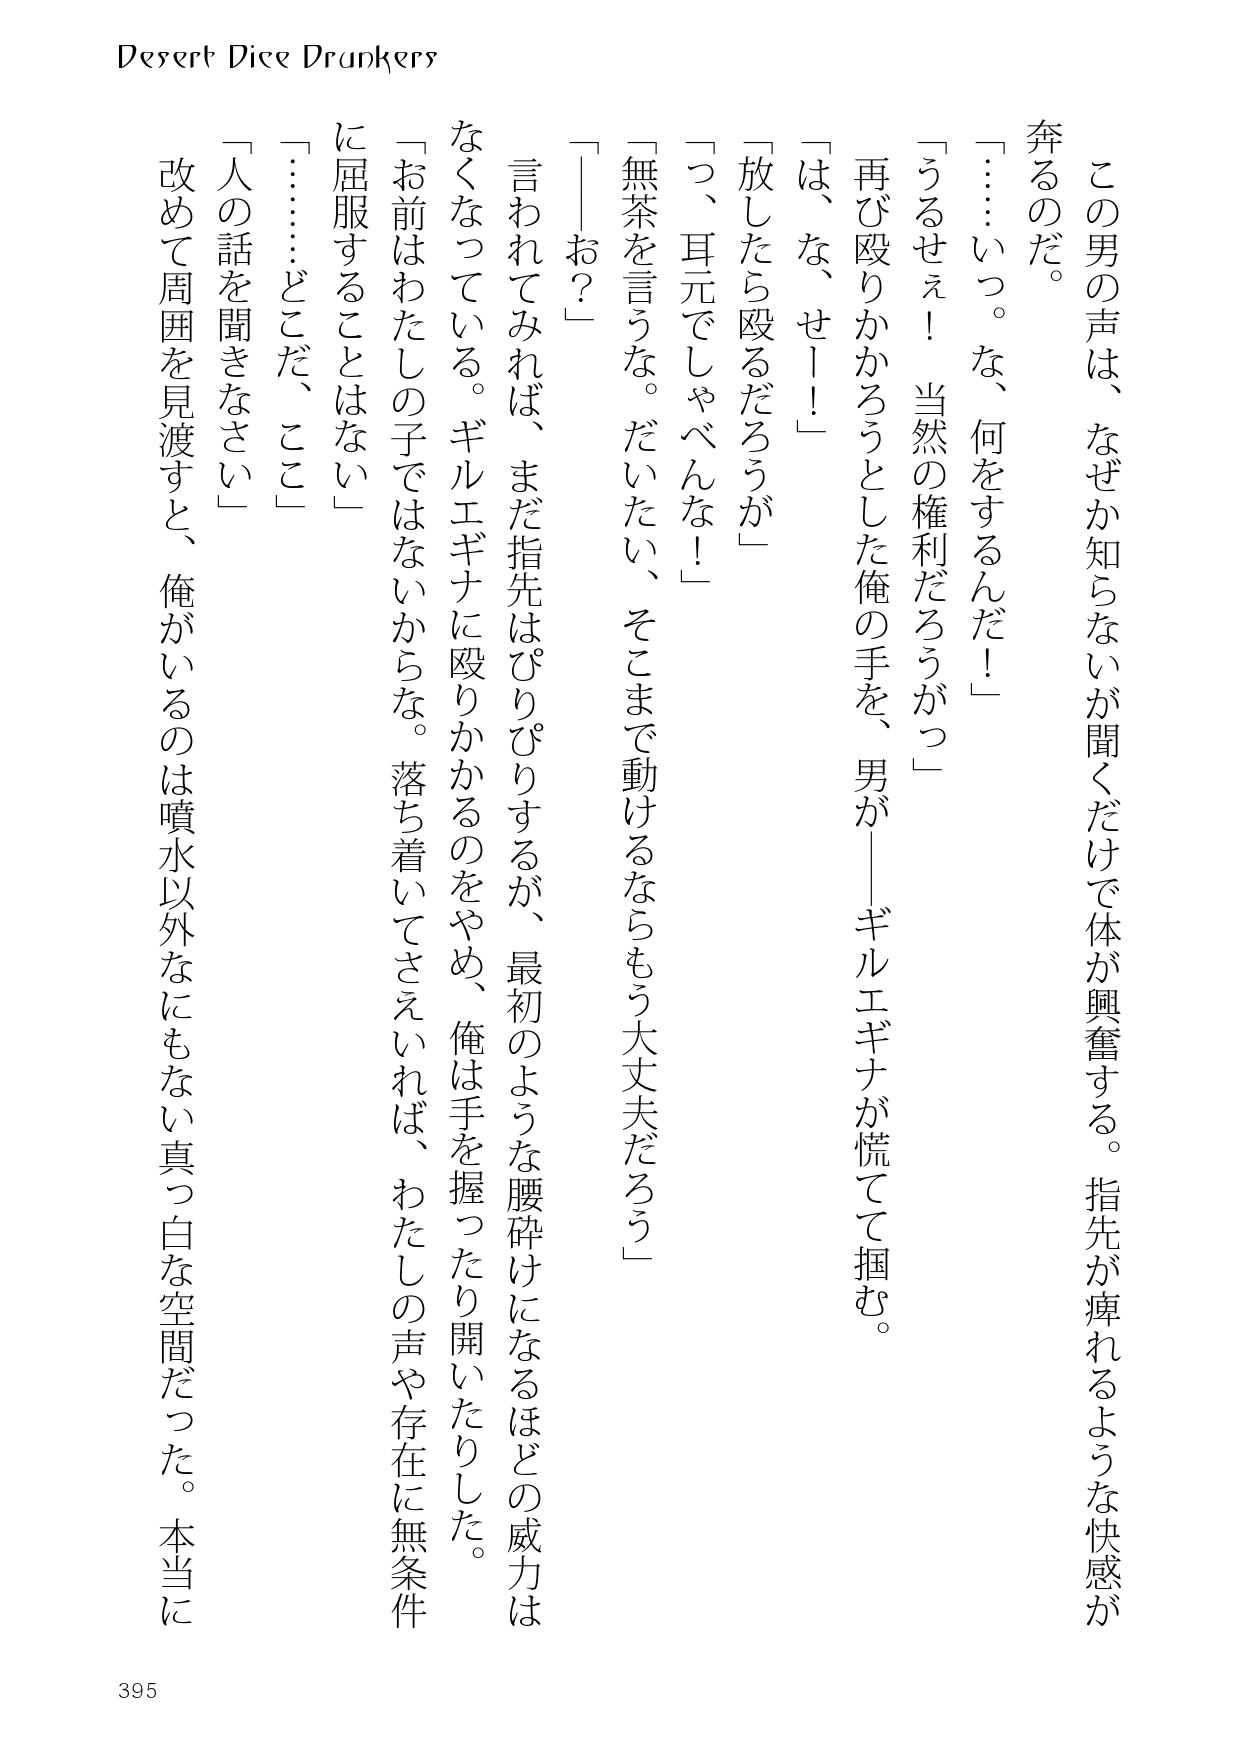 Desert Dice Drunkers
　この男の声は、なぜか知らないが聞くだけで体が興奮する。指先が痺れるような快感が
奔るのだ。
「……いっ。な、何をするんだ！」
「うるせぇ！　当然の権利だろうがっ」
　再び殴りかかろうとした俺の手を、男が――ギルエギナが慌てて掴む。
「は、な、せー！」
「放したら殴るだろうが」
「っ、耳元でしゃべんな！」
「無茶を言うな。だいたい、そこまで動けるならもう大丈夫だろう」
「――お？」
　言われてみれば、まだ指先はぴりぴりするが、最初のような腰砕けになるほどの威力は
なくなっている。ギルエギナに殴りかかるのをやめ、俺は手を握ったり開いたりした。
「お前はわたしの子ではないからな。落ち着いてさえいれば、わたしの声や存在に無条件
に屈服することはない」
「………どこだ、ここ」
「人の話を聞きなさい」
　改めて周囲を見渡すと、俺がいるのは噴水以外なにもない真っ白な空間だった。本当に
395